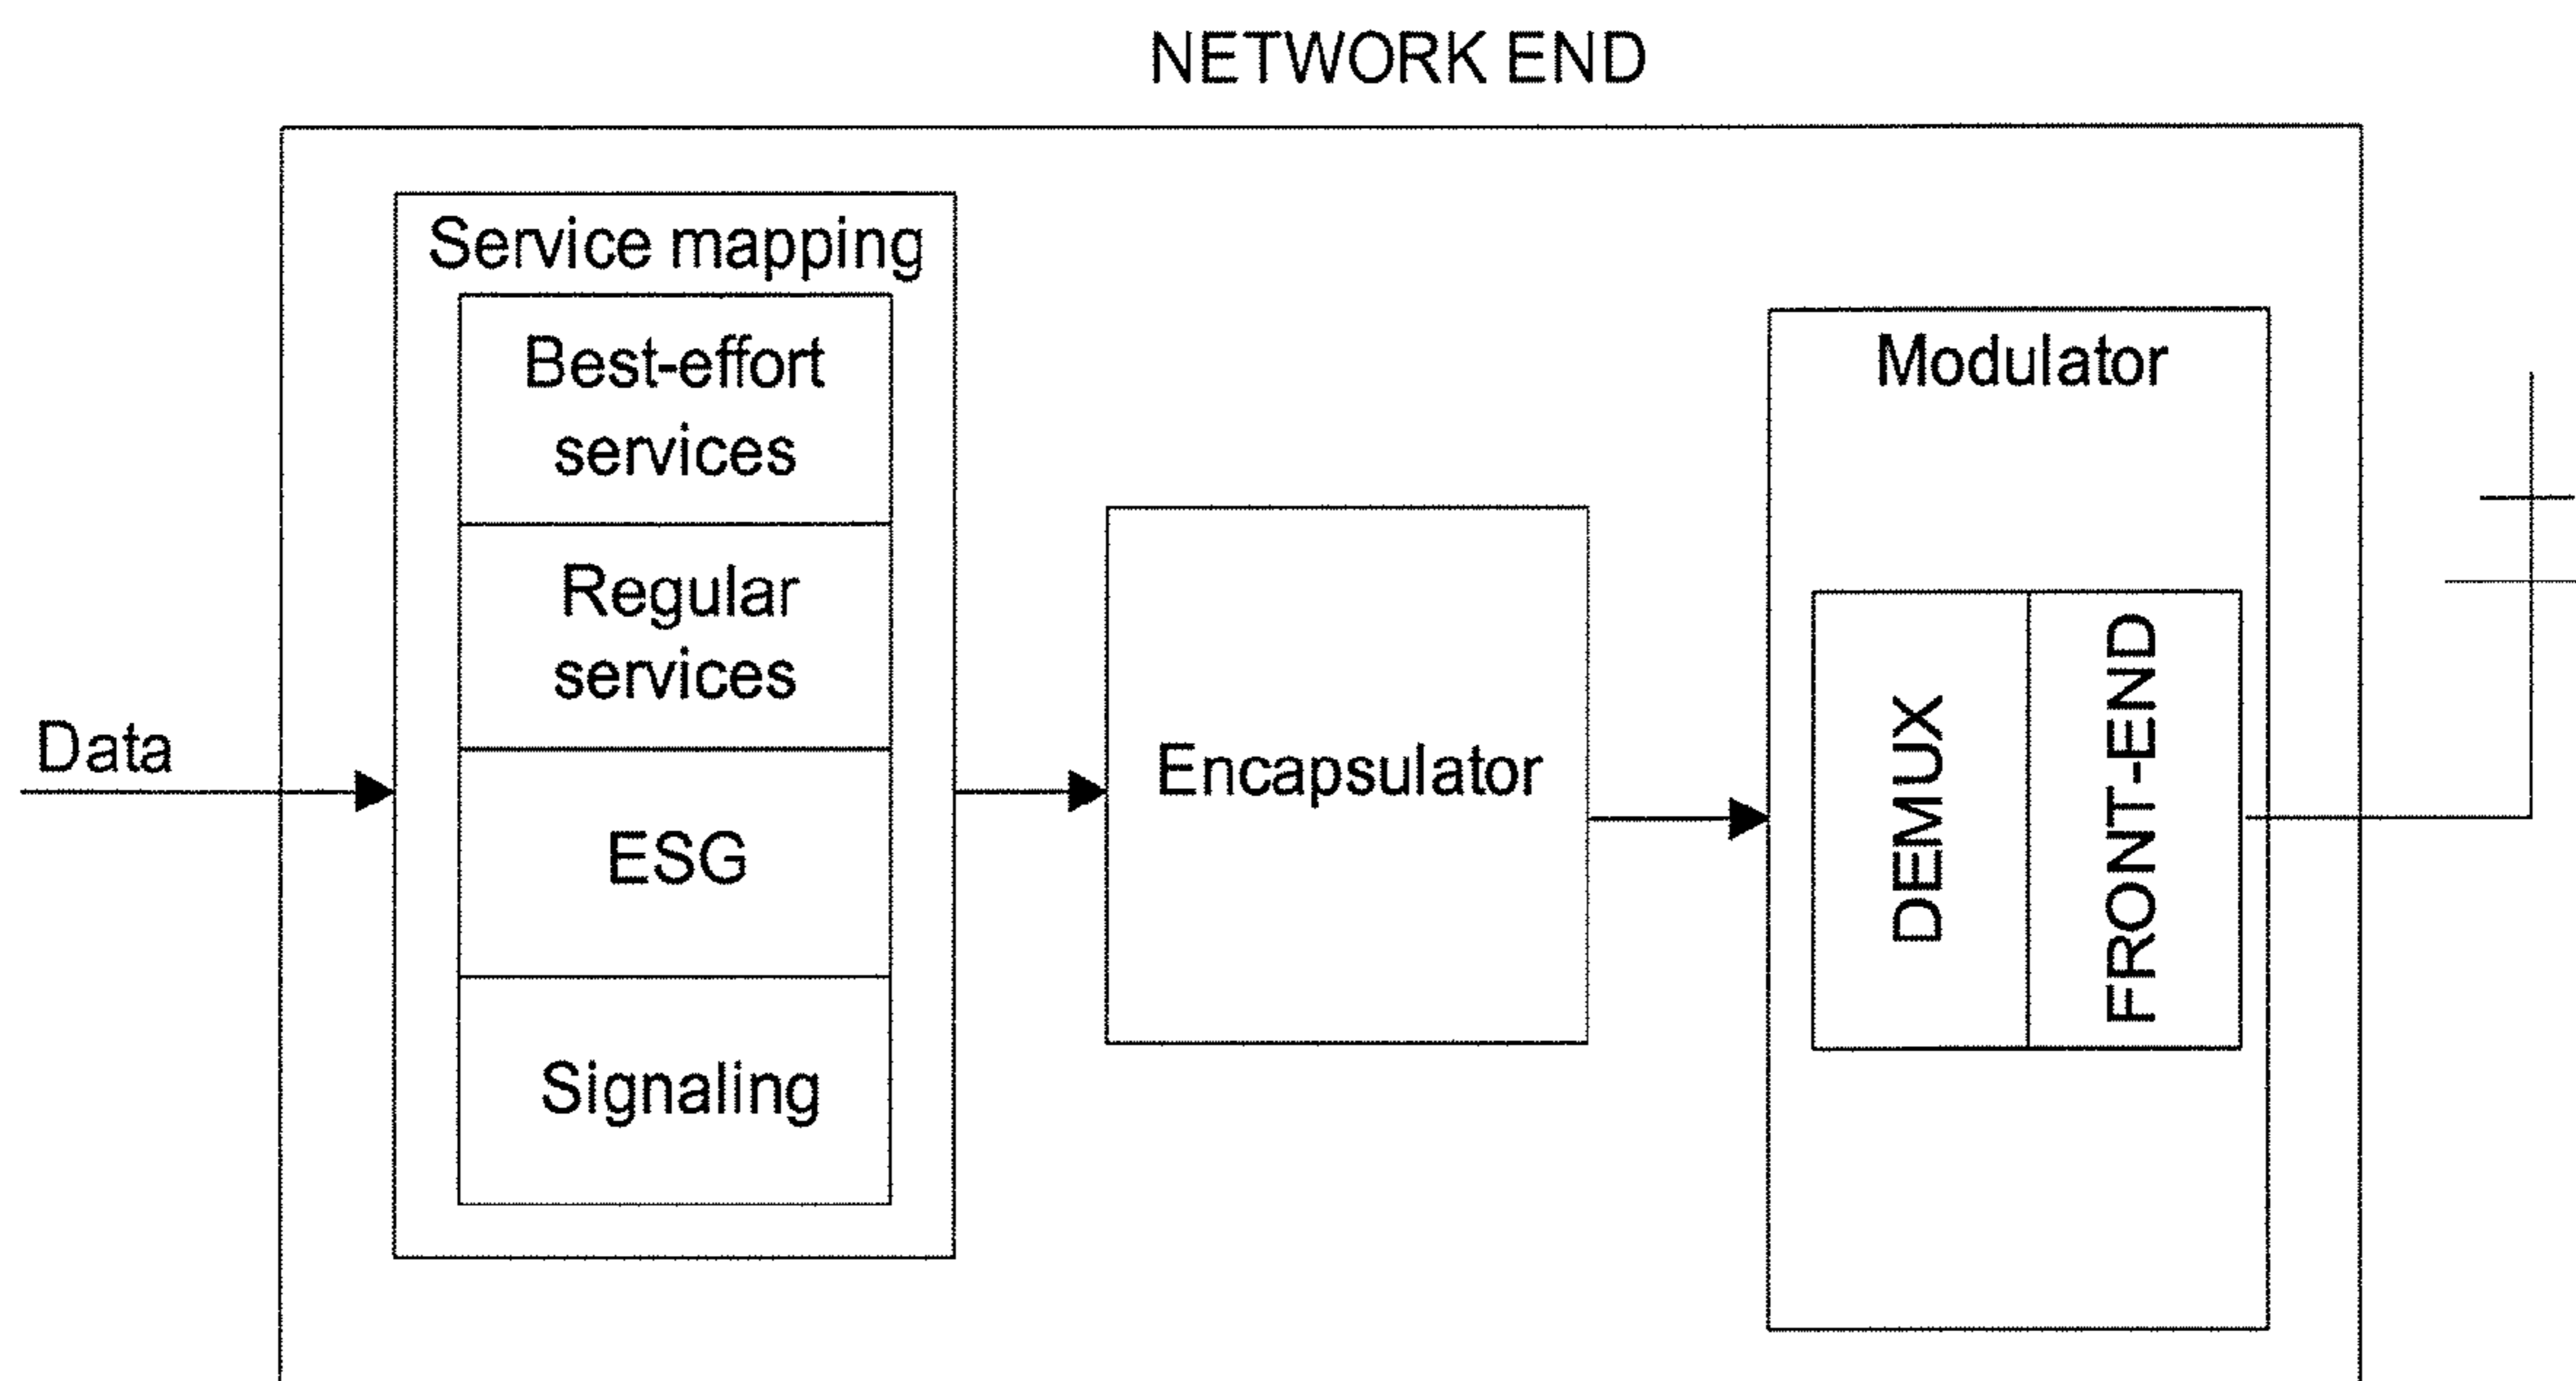 NETWORK END
Service mapping
Best-effort
services
Regular
services
ESG
Signaling
Data
Encapsulator
Modulator
DEMUX
FRONT-END